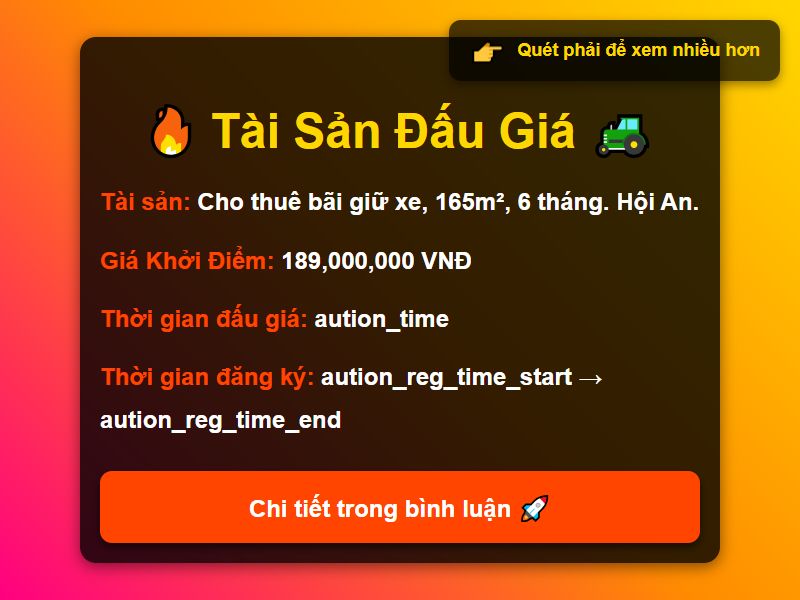 👉 Quét phải để xem nhiều hơn
🔥 Tài Sản Đấu Giá 🚜
Tài sản: Cho thuê bãi giữ xe, 165m², 6 tháng. Hội An.
Giá Khởi Điểm: 189,000,000 VNĐ
Thời gian đấu giá: aution_time
Thời gian đăng ký: aution_reg_time_start →
aution_reg_time_end
Chi tiết trong bình luận 🚀